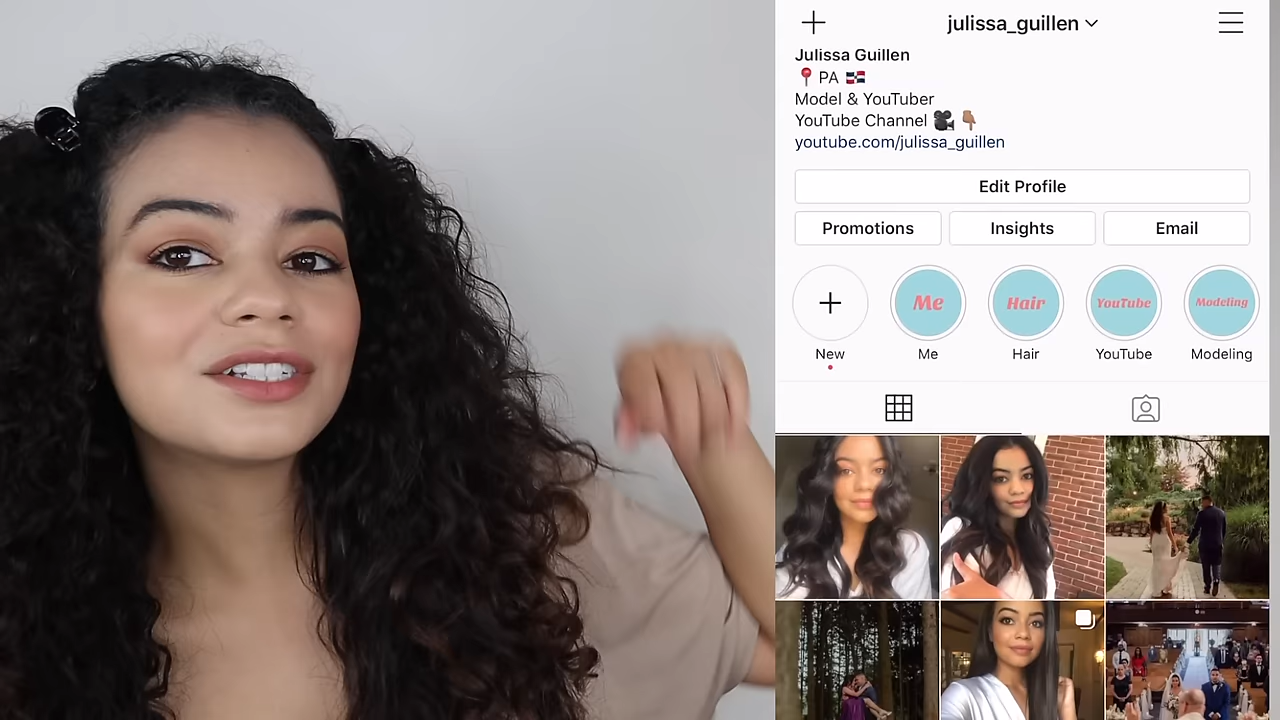 julissa_guillen
Julissa Guillen
📍 PA 🇩🇴
Model & YouTuber
YouTube Channel 🎥 👇🏽
youtube.com/julissa_guillen
Edit Profile
Promotions Insights Email
Me Hair YouTube Modeling
New Me Hair YouTube Modeling